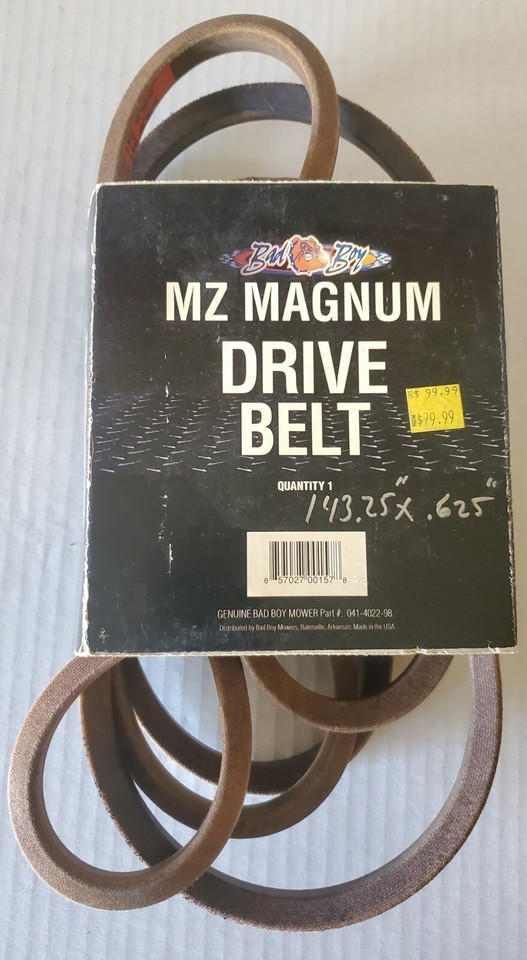 Bad Boy
MZ MAGNUM
DRIVE
BELT
$ 99.99
$79.99
QUANTITY 1
143.25" X .625"
8 57027 00157 8
GENUINE BAD BOY MOWER Part #: 041-4022-98
Distributed by Bad Boy Mowers, Batesville, Arkansas. Made in the USA.